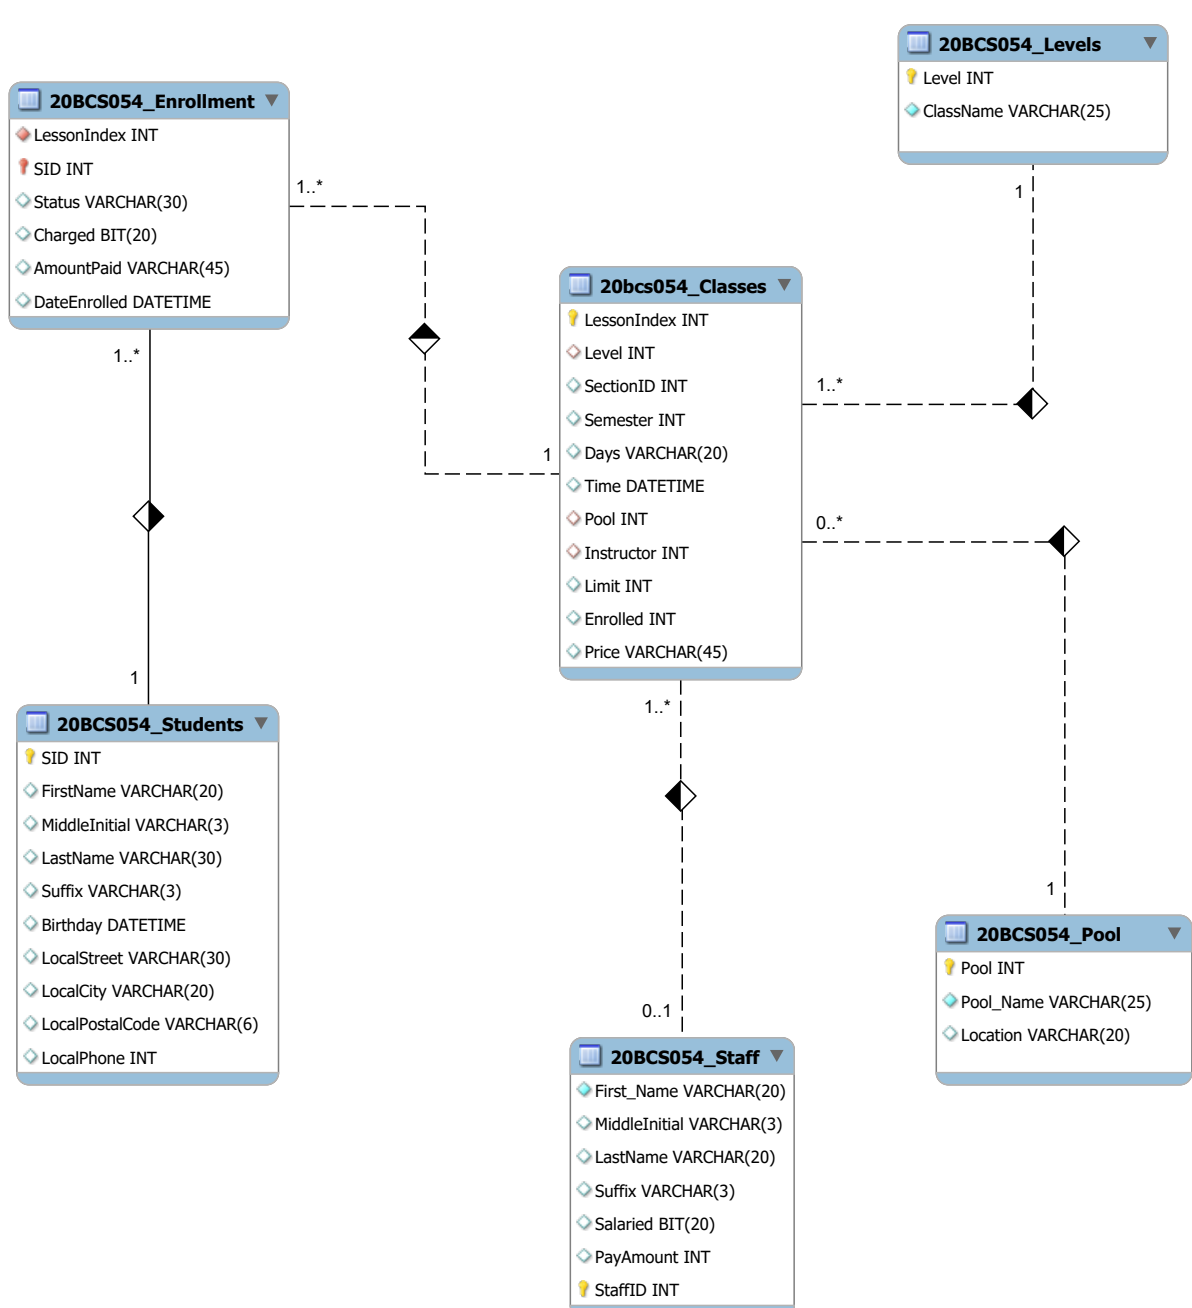 20BCS054_Levels
Level INT
ClassName VARCHAR(25)
1
20BCS054_Enrollment
LessonIndex INT
SID INT
Status VARCHAR(30)
Charged BIT(20)
AmountPaid VARCHAR(45)
DateEnrolled DATETIME
1..*
1..*
20bcs054_Classes
LessonIndex INT
Level INT
SectionID INT
Semester INT
Days VARCHAR(20)
Time DATETIME
Pool INT
Instructor INT
Limit INT
Enrolled INT
Price VARCHAR(45)
1
1..*
0..*
1..*
1
20BCS054_Students
SID INT
FirstName VARCHAR(20)
MiddleInitial VARCHAR(3)
LastName VARCHAR(30)
Suffix VARCHAR(3)
Birthday DATETIME
LocalStreet VARCHAR(30)
LocalCity VARCHAR(20)
LocalPostalCode VARCHAR(6)
LocalPhone INT
1
20BCS054_Pool
Pool INT
Pool_Name VARCHAR(25)
Location VARCHAR(20)
0..1
20BCS054_Staff
First_Name VARCHAR(20)
MiddleInitial VARCHAR(3)
LastName VARCHAR(20)
Suffix VARCHAR(3)
Salaried BIT(20)
PayAmount INT
StaffID INT